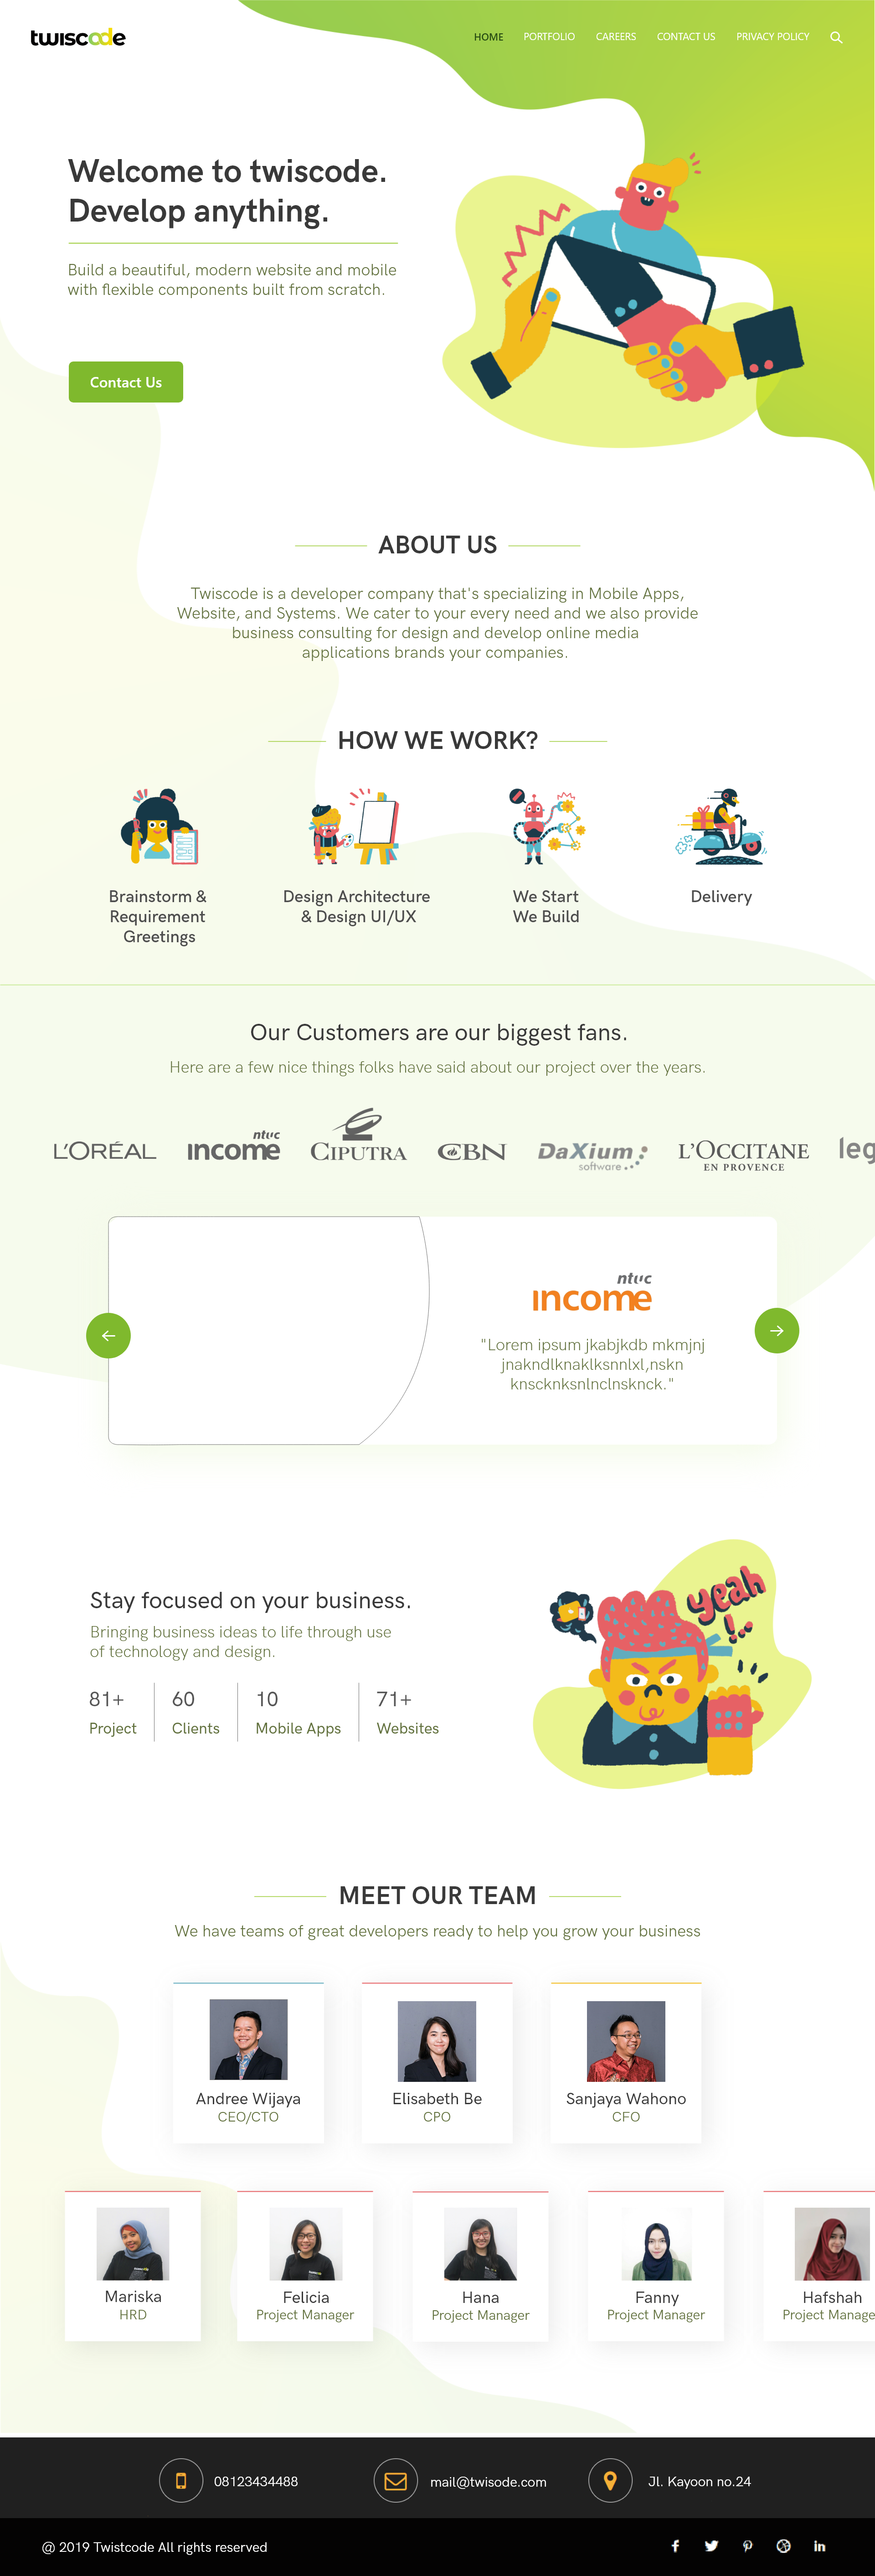 twiscode
HOME PORTFOLIO CAREERS CONTACT US PRIVACY POLICY
Welcome to twiscode.
Develop anything.
Build a beautiful, modern website and mobile
with flexible components built from scratch.
Contact Us
ABOUT US
Twiscode is a developer company that's specializing in Mobile Apps,
Website, and Systems. We cater to your every need and we also provide
business consulting for design and develop online media
applications brands your companies.
HOW WE WORK?
Brainstorm &
Requirement
Greetings
Design Architecture
& Design UI/UX
We Start
We Build
Delivery
Our Customers are our biggest fans.
Here are a few nice things folks have said about our project over the years.
L'ORÉAL
ntuc
income
CIPUTRA
CBN
DaXium
software
L'OCCITANE
EN PROVENCE
leg
ntuc
income
"Lorem ipsum jkabjkdb mkmjnj
jnakndlknaklksnnlxl,nskn
knscknksnlnclnsknck."
yeah
!..
Stay focused on your business.
Bringing business ideas to life through use
of technology and design.
81+
Project
60
Clients
10
Mobile Apps
71+
Websites
MEET OUR TEAM
We have teams of great developers ready to help you grow your business
Andree Wijaya
CEO/CTO
Elisabeth Be
CPO
Sanjaya Wahono
CFO
Mariska
HRD
Felicia
Project Manager
Hana
Project Manager
Fanny
Project Manager
Hafshah
Project Manage
08123434488
mail@twisode.com
Jl. Kayoon no.24
@ 2019 Twistcode All rights reserved